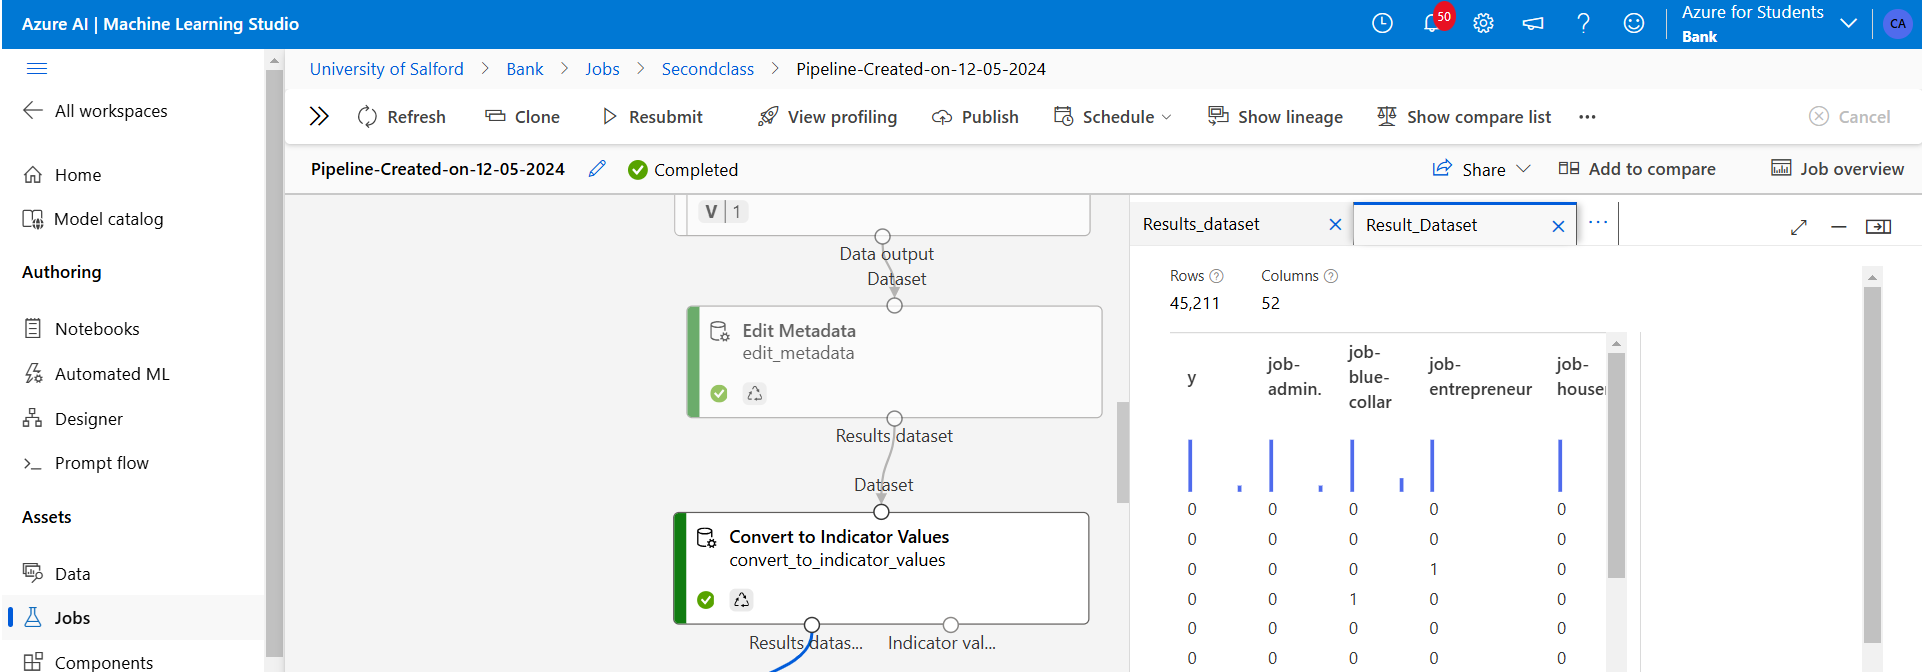 Azure AI | Machine Learning Studio
50
Azure for Students
Bank
CA
All workspaces
Home
Model catalog
Authoring
Notebooks
Automated ML
Designer
Prompt flow
Assets
Data
Jobs
Components
University of Salford > Bank > Jobs > Secondclass > Pipeline-Created-on-12-05-2024
Refresh Clone Resubmit View profiling Publish Schedule Show lineage Show compare list ... Cancel
Pipeline-Created-on-12-05-2024 Completed Share Add to compare Job overview
V 1
Data output
Dataset
Edit Metadata
edit_metadata
Results dataset
Dataset
Convert to Indicator Values
convert_to_indicator_values
Results datas... Indicator val...
Results_dataset Result_Dataset ...
Rows Columns
45,211 52
y job-admin. job-blue-collar job-entrepreneur job-house
0 0 0 0 0
0 0 0 0 0
0 0 0 1 0
0 0 1 0 0
0 0 0 0 0
0 0 0 0 0